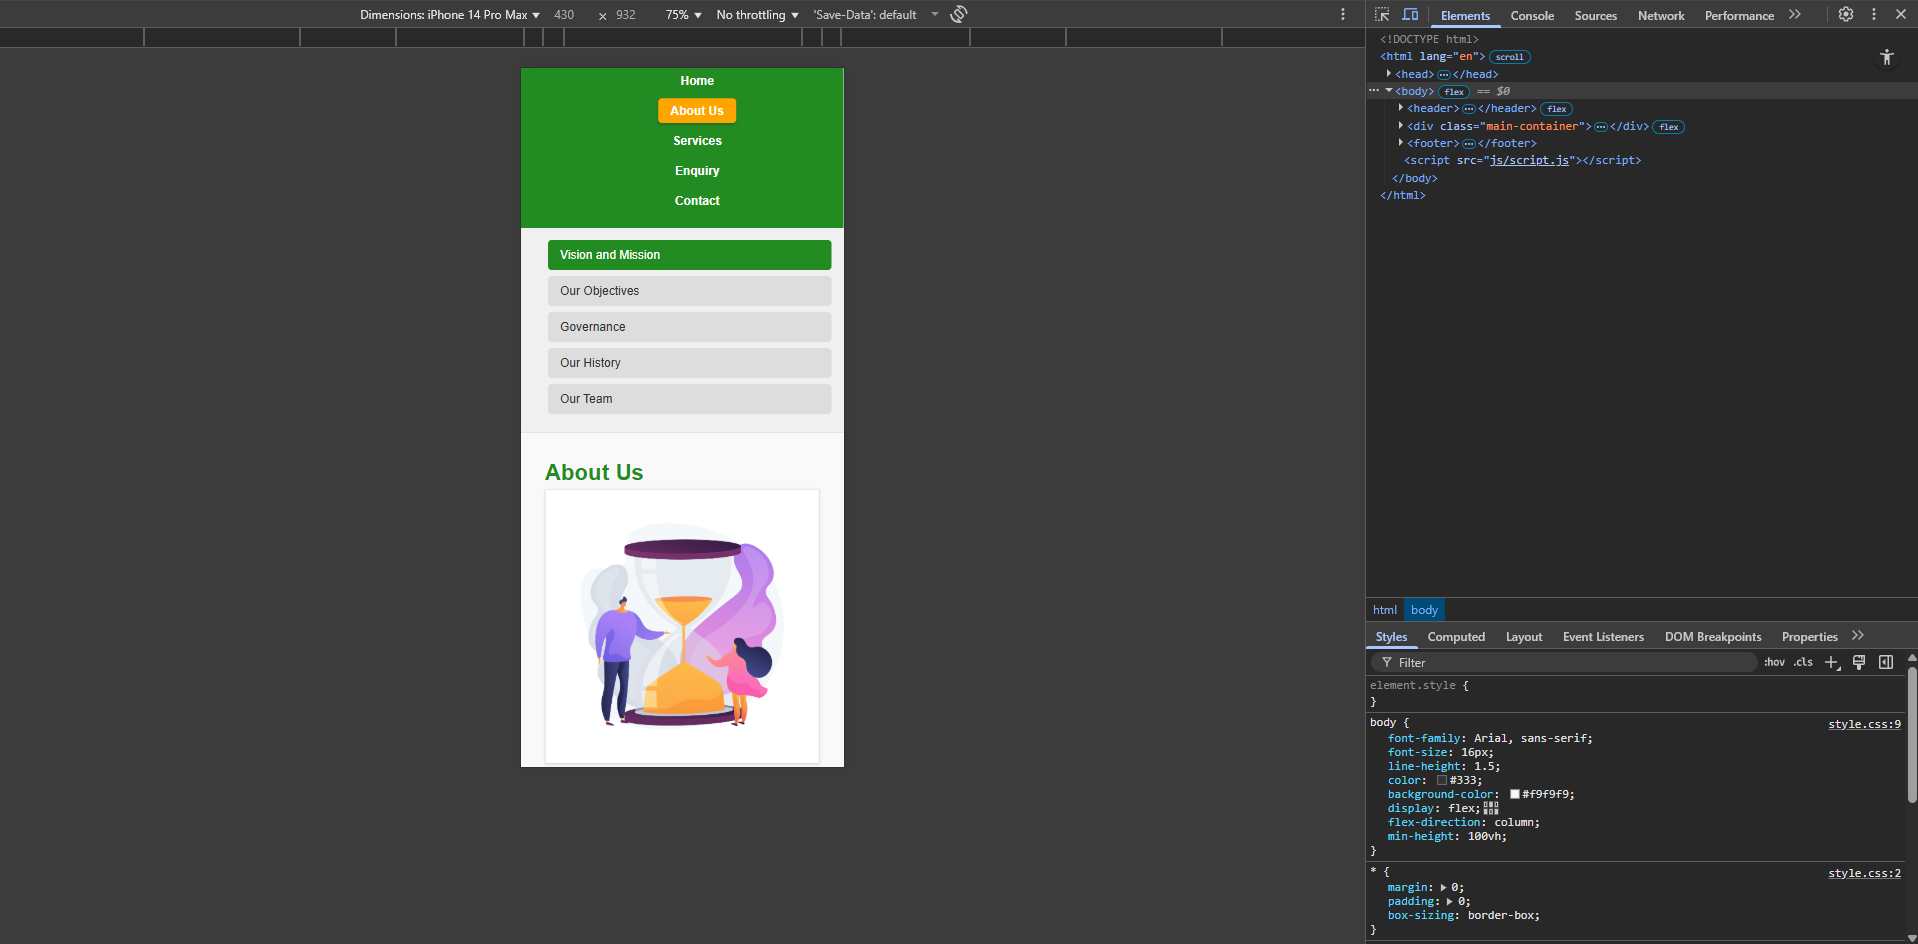 Dimensions: iPhone 14 Pro Max ▼ 430 × 932 75% ▼ No throttling ▼ 'Save-Data': default
Home
About Us
Services
Enquiry
Contact
Vision and Mission
Our Objectives
Governance
Our History
Our Team
About Us
Elements Console Sources Network Performance
<!DOCTYPE html>
<html lang="en"> scroll
<head> ⋯ </head>
⋯ <body> flex == $0
<header> ⋯ </header> flex
<div class="main-container"> ⋯ </div> flex
<footer> ⋯ </footer>
<script src="js/script.js"></script>
</body>
</html>
html body
Styles Computed Layout Event Listeners DOM Breakpoints Properties
Filter :hov .cls
element.style {
}
body { style.css:9
font-family: Arial, sans-serif;
font-size: 16px;
line-height: 1.5;
color: #333;
background-color: #f9f9f9;
display: flex;
flex-direction: column;
min-height: 100vh;
}
* { style.css:2
margin: 0;
padding: 0;
box-sizing: border-box;
}